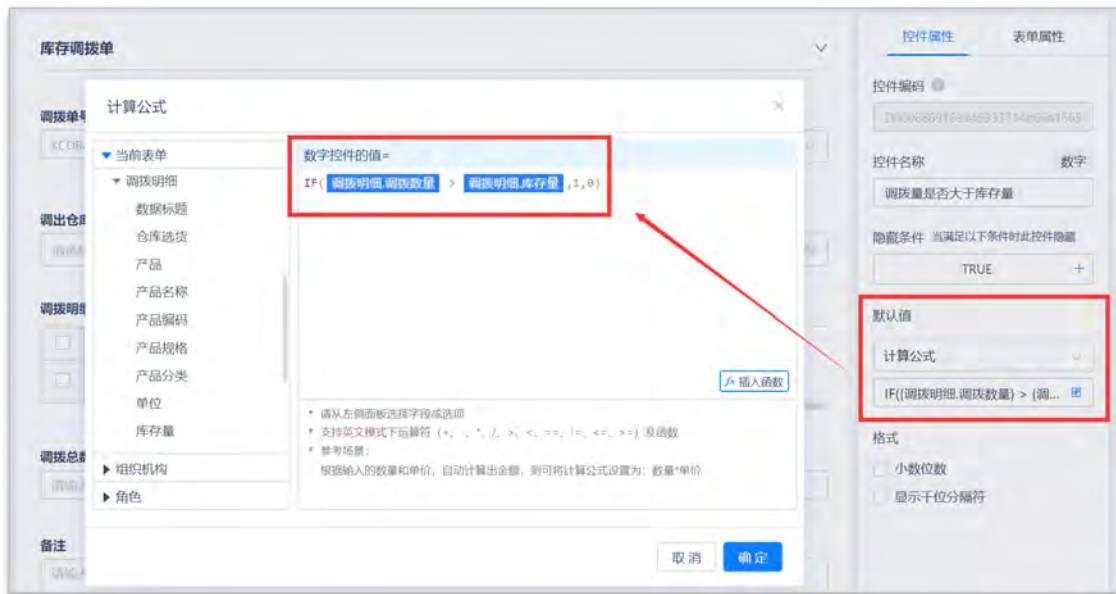 库存调拨单
控件属性 表单属性
计算公式
控件编码
调拨单号
当前表单
数字控件的值=
控件名称 数字
调拨明细
IF( 调拨明细.调拨数量 > 调拨明细.库存量 ,1,0)
调拨量是否大于库存量
数据标题
调出仓库
仓库选货
隐藏条件 当满足以下条件时此控件隐藏
产品
TRUE +
产品名称
调拨明细
产品编码
默认值
产品规格
计算公式
产品分类
fx 插入函数
IF((调拨明细.调拨数量) > (调...
单位
* 请从左侧面板选择字段或选项
库存量
* 支持英文模式下运算符 (+, -, *, /, >, <, ==, !=, <=, >=) 及函数
格式
* 参考场景:
调拨总数
组织机构
根据输入的数量和单价, 自动计算出金额, 则可将计算公式设置为: 数量*单价
小数位数
角色
显示千位分隔符
备注
取消 确定